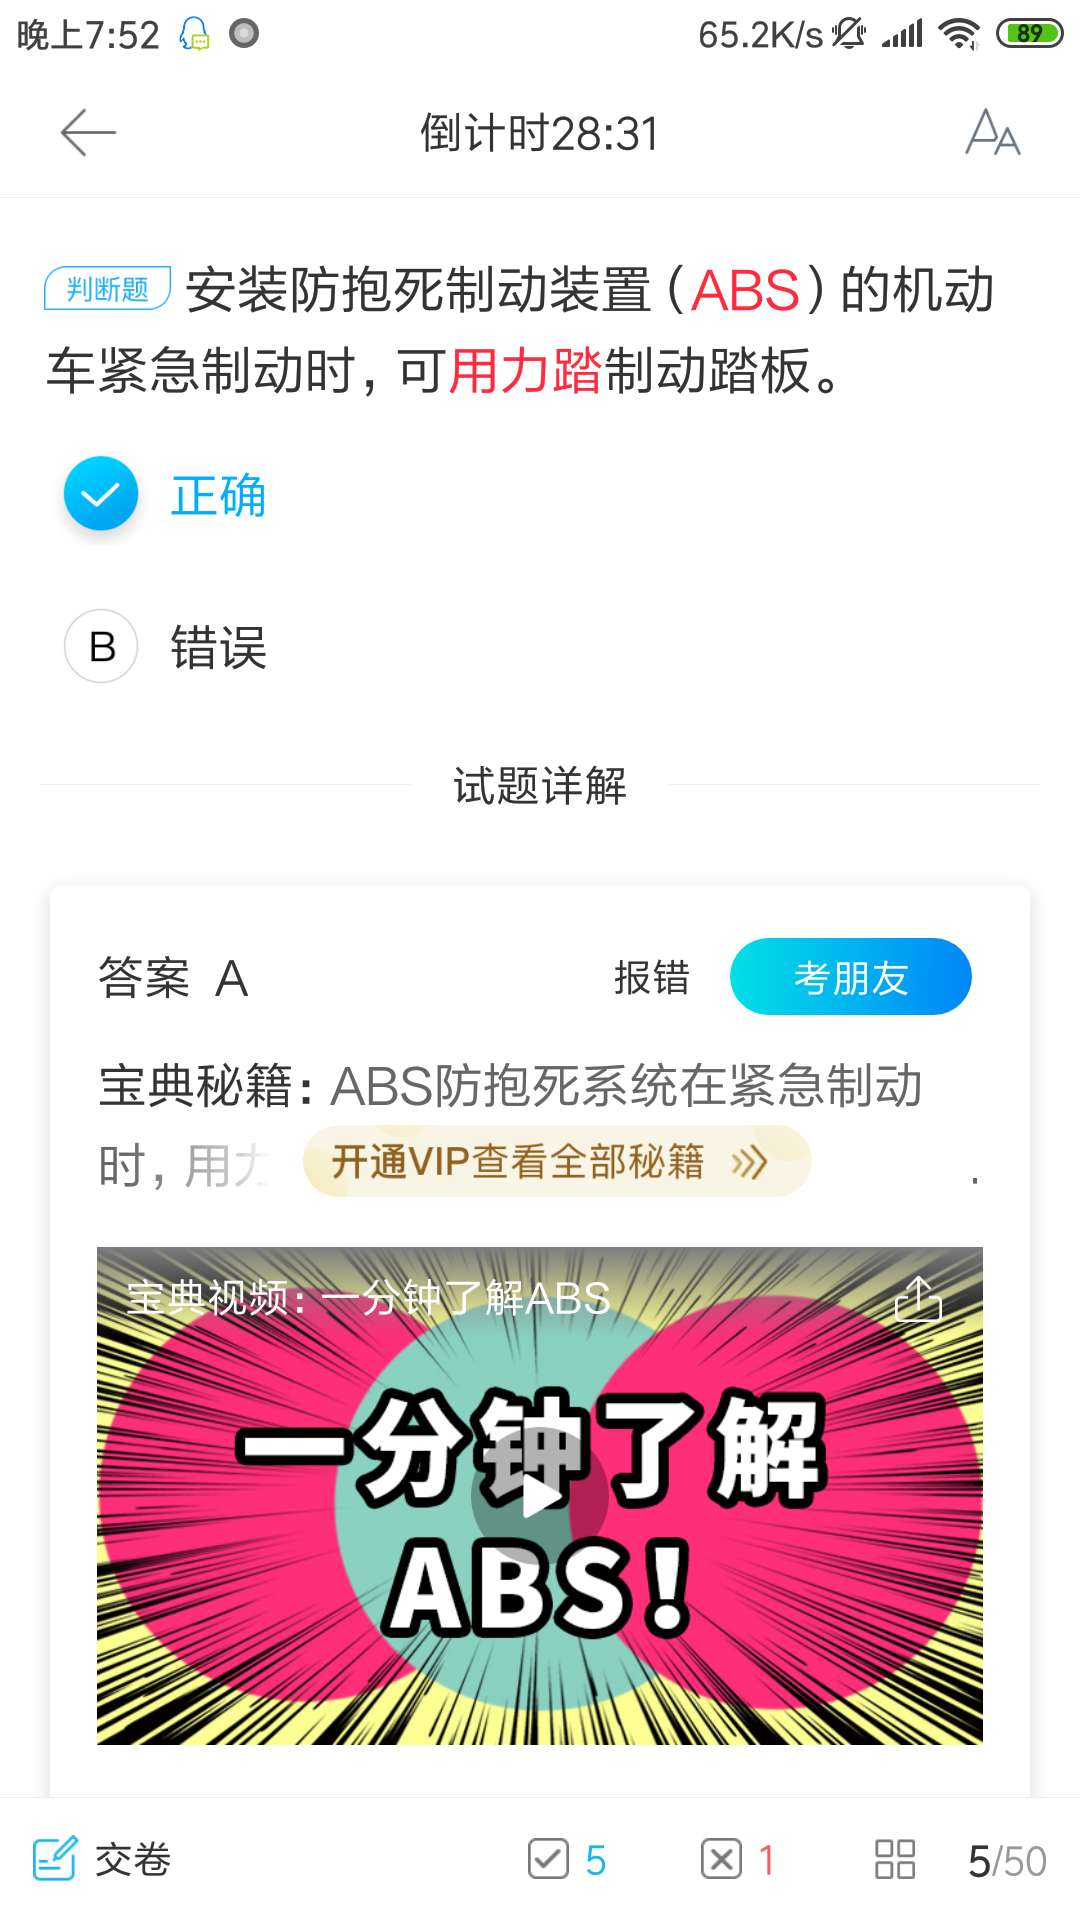 晚上7:52 65.2K/s 89
倒计时28:31 AA
判断题 安装防抱死制动装置（ABS）的机动
车紧急制动时，可用力踏制动踏板。
正确
B 错误
试题详解
答案 A 报错 考朋友
宝典秘籍：ABS防抱死系统在紧急制动
时，用力 开通VIP查看全部秘籍 .
宝典视频：一分钟了解ABS
一分钟了解
ABS！
交卷 5 1 5/50